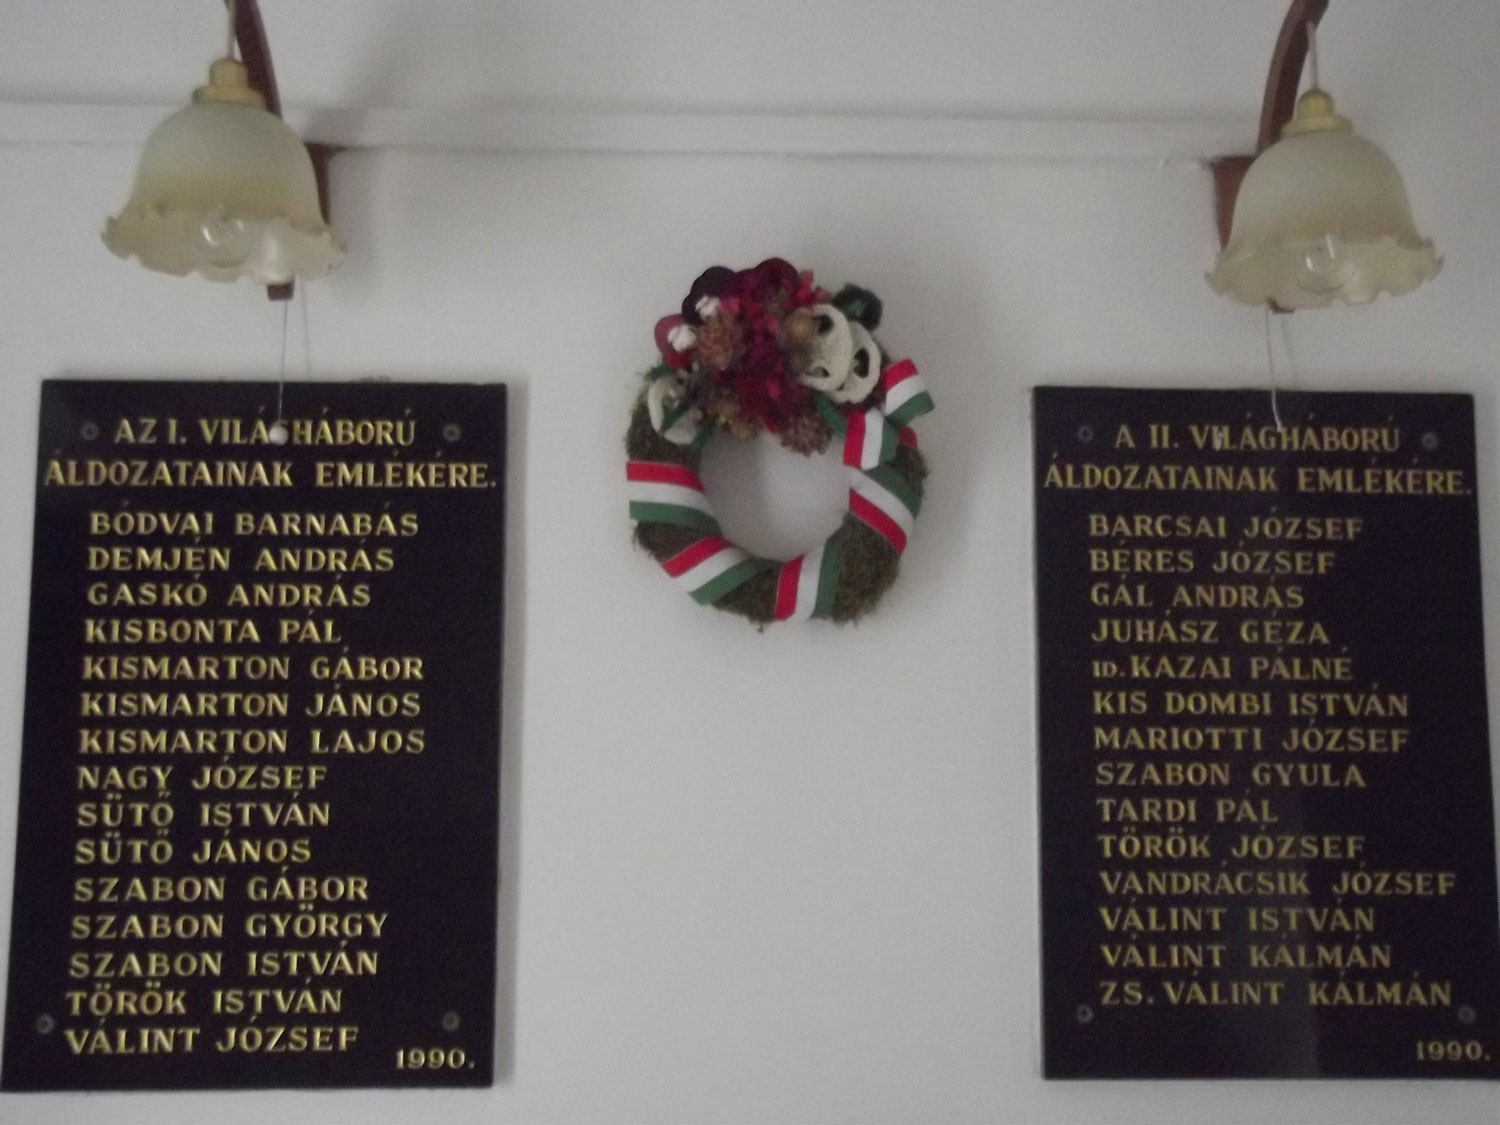 AZ I. VILÁGHÁBORÚ
ÁLDOZATAINAK EMLÉKÉRE.
BÓDVAI BARNABÁS
DEMJÉN ANDRÁS
GASKÓ ANDRÁS
KISBONTA PÁL
KISMARTON GÁBOR
KISMARTON JÁNOS
KISMARTON LAJOS
NAGY JÓZSEF
SÜTŐ ISTVÁN
SÜTŐ JÁNOS
SZABON GÁBOR
SZABON GYÖRGY
SZABON ISTVÁN
TÖRÖK ISTVÁN
VÁLINT JÓZSEF
1990.
A II. VILÁGHÁBORÚ
ÁLDOZATAINAK EMLÉKÉRE.
BARCSAI JÓZSEF
BÉRES JÓZSEF
GÁL ANDRÁS
JUHÁSZ GÉZA
ID. KAZAI PÁLNÉ
KIS DOMBI ISTVÁN
MARIOTTI JÓZSEF
SZABON GYULA
TARDI PÁL
TÖRÖK JÓZSEF
VANDRÁCSIK JÓZSEF
VÁLINT ISTVÁN
VÁLINT KÁLMÁN
ZS. VÁLINT KÁLMÁN
1990.